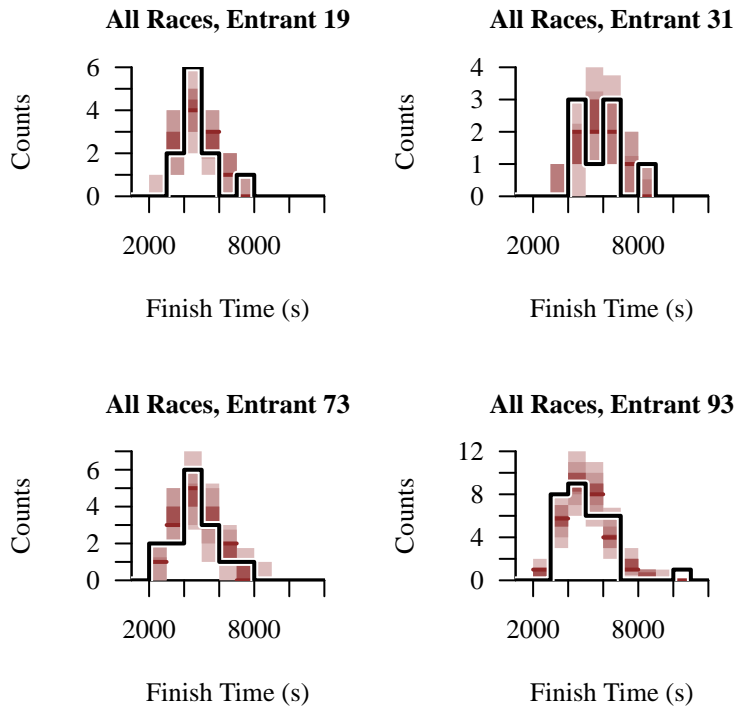 All Races, Entrant 19
Counts
0
2
4
6
2000
8000
Finish Time (s)
All Races, Entrant 31
Counts
0
1
2
3
4
2000
8000
Finish Time (s)
All Races, Entrant 73
Counts
0
2
4
6
2000
8000
Finish Time (s)
All Races, Entrant 93
Counts
0
4
8
12
2000
8000
Finish Time (s)